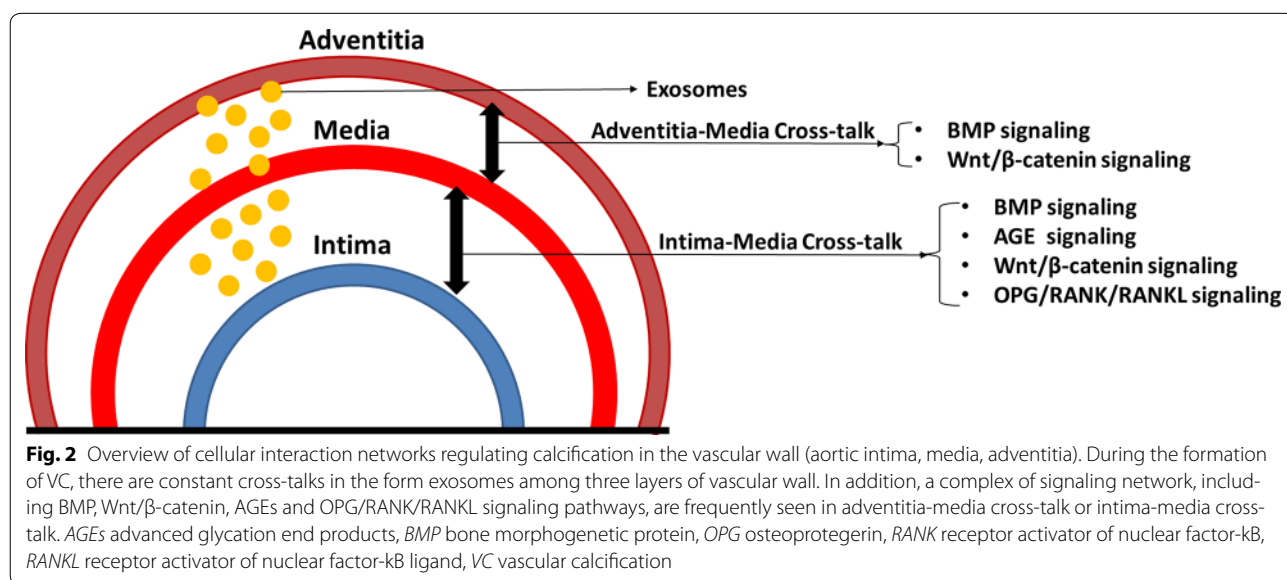 Adventitia
Exosomes
Media
Adventitia-Media Cross-talk
• BMP signaling
• Wnt/β-catenin signaling
Intima
Intima-Media Cross-talk
• BMP signaling
• AGE signaling
• Wnt/β-catenin signaling
• OPG/RANK/RANKL signaling
Fig. 2 Overview of cellular interaction networks regulating calcification in the vascular wall (aortic intima, media, adventitia). During the formation
of VC, there are constant cross-talks in the form exosomes among three layers of vascular wall. In addition, a complex of signaling network, includ-
ing BMP, Wnt/β-catenin, AGEs and OPG/RANK/RANKL signaling pathways, are frequently seen in adventitia-media cross-talk or intima-media cross-
talk. AGEs advanced glycation end products, BMP bone morphogenetic protein, OPG osteoprotegerin, RANK receptor activator of nuclear factor-kB,
RANKL receptor activator of nuclear factor-kB ligand, VC vascular calcification